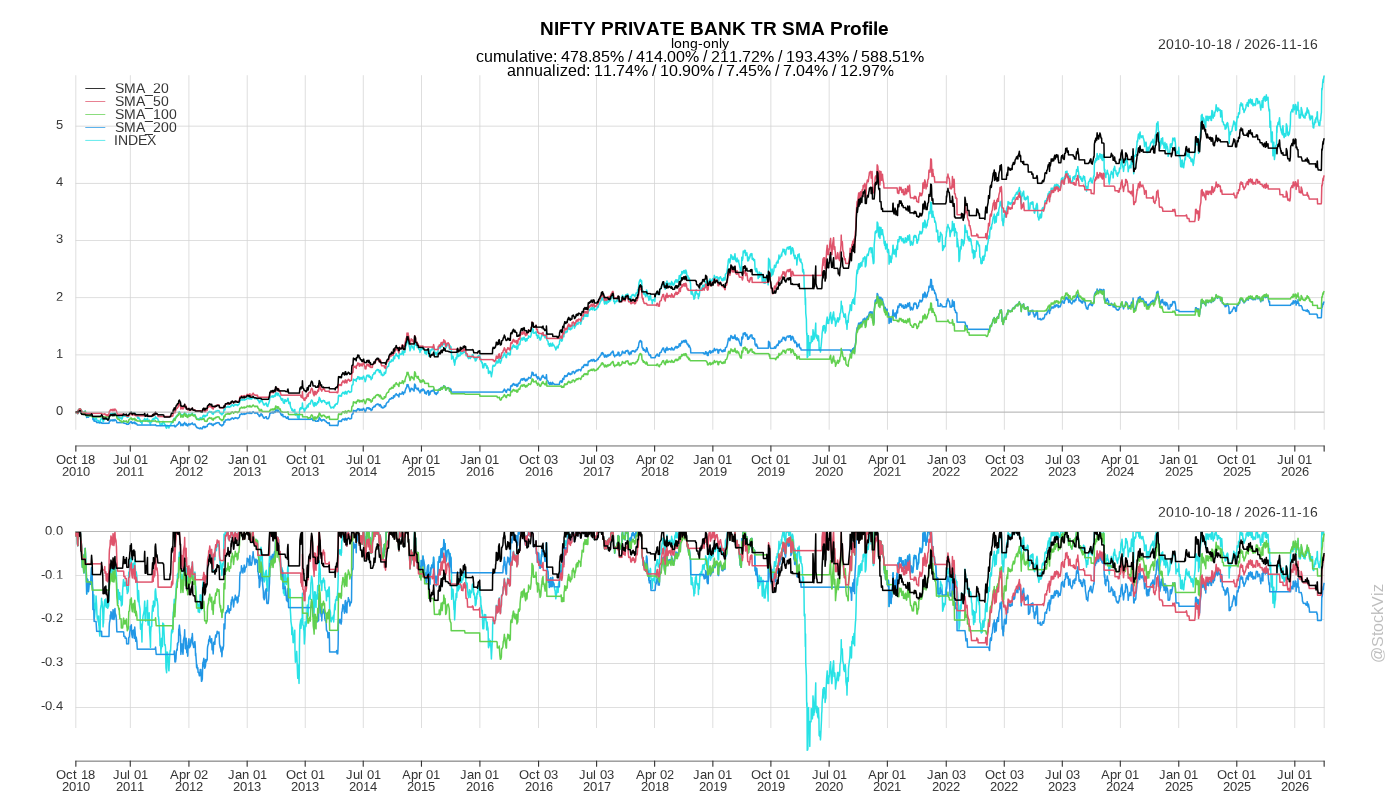 NIFTY PRIVATE BANK TR SMA Profile
long-only
cumulative: 478.85% / 414.00% / 211.72% / 193.43% / 588.51%
annualized: 11.74% / 10.90% / 7.45% / 7.04% / 12.97%
2010-10-18 / 2026-11-16
SMA_20
SMA_50
SMA_100
SMA_200
INDEX
5
4
3
2
1
0
Oct 18 Jul 01 Apr 02 Jan 01 Oct 01 Jul 01 Apr 01 Jan 01 Oct 03 Jul 03 Apr 02 Jan 01 Oct 01 Jul 01 Apr 01 Jan 03 Oct 03 Jul 03 Apr 01 Jan 01 Oct 01 Jul 01
2010 2011 2012 2013 2013 2014 2015 2016 2016 2017 2018 2019 2019 2020 2021 2022 2022 2023 2024 2025 2025 2026
2010-10-18 / 2026-11-16
0.0
-0.1
-0.2
-0.3
-0.4
Oct 18 Jul 01 Apr 02 Jan 01 Oct 01 Jul 01 Apr 01 Jan 01 Oct 03 Jul 03 Apr 02 Jan 01 Oct 01 Jul 01 Apr 01 Jan 03 Oct 03 Jul 03 Apr 01 Jan 01 Oct 01 Jul 01
2010 2011 2012 2013 2013 2014 2015 2016 2016 2017 2018 2019 2019 2020 2021 2022 2022 2023 2024 2025 2025 2026
@StockViz